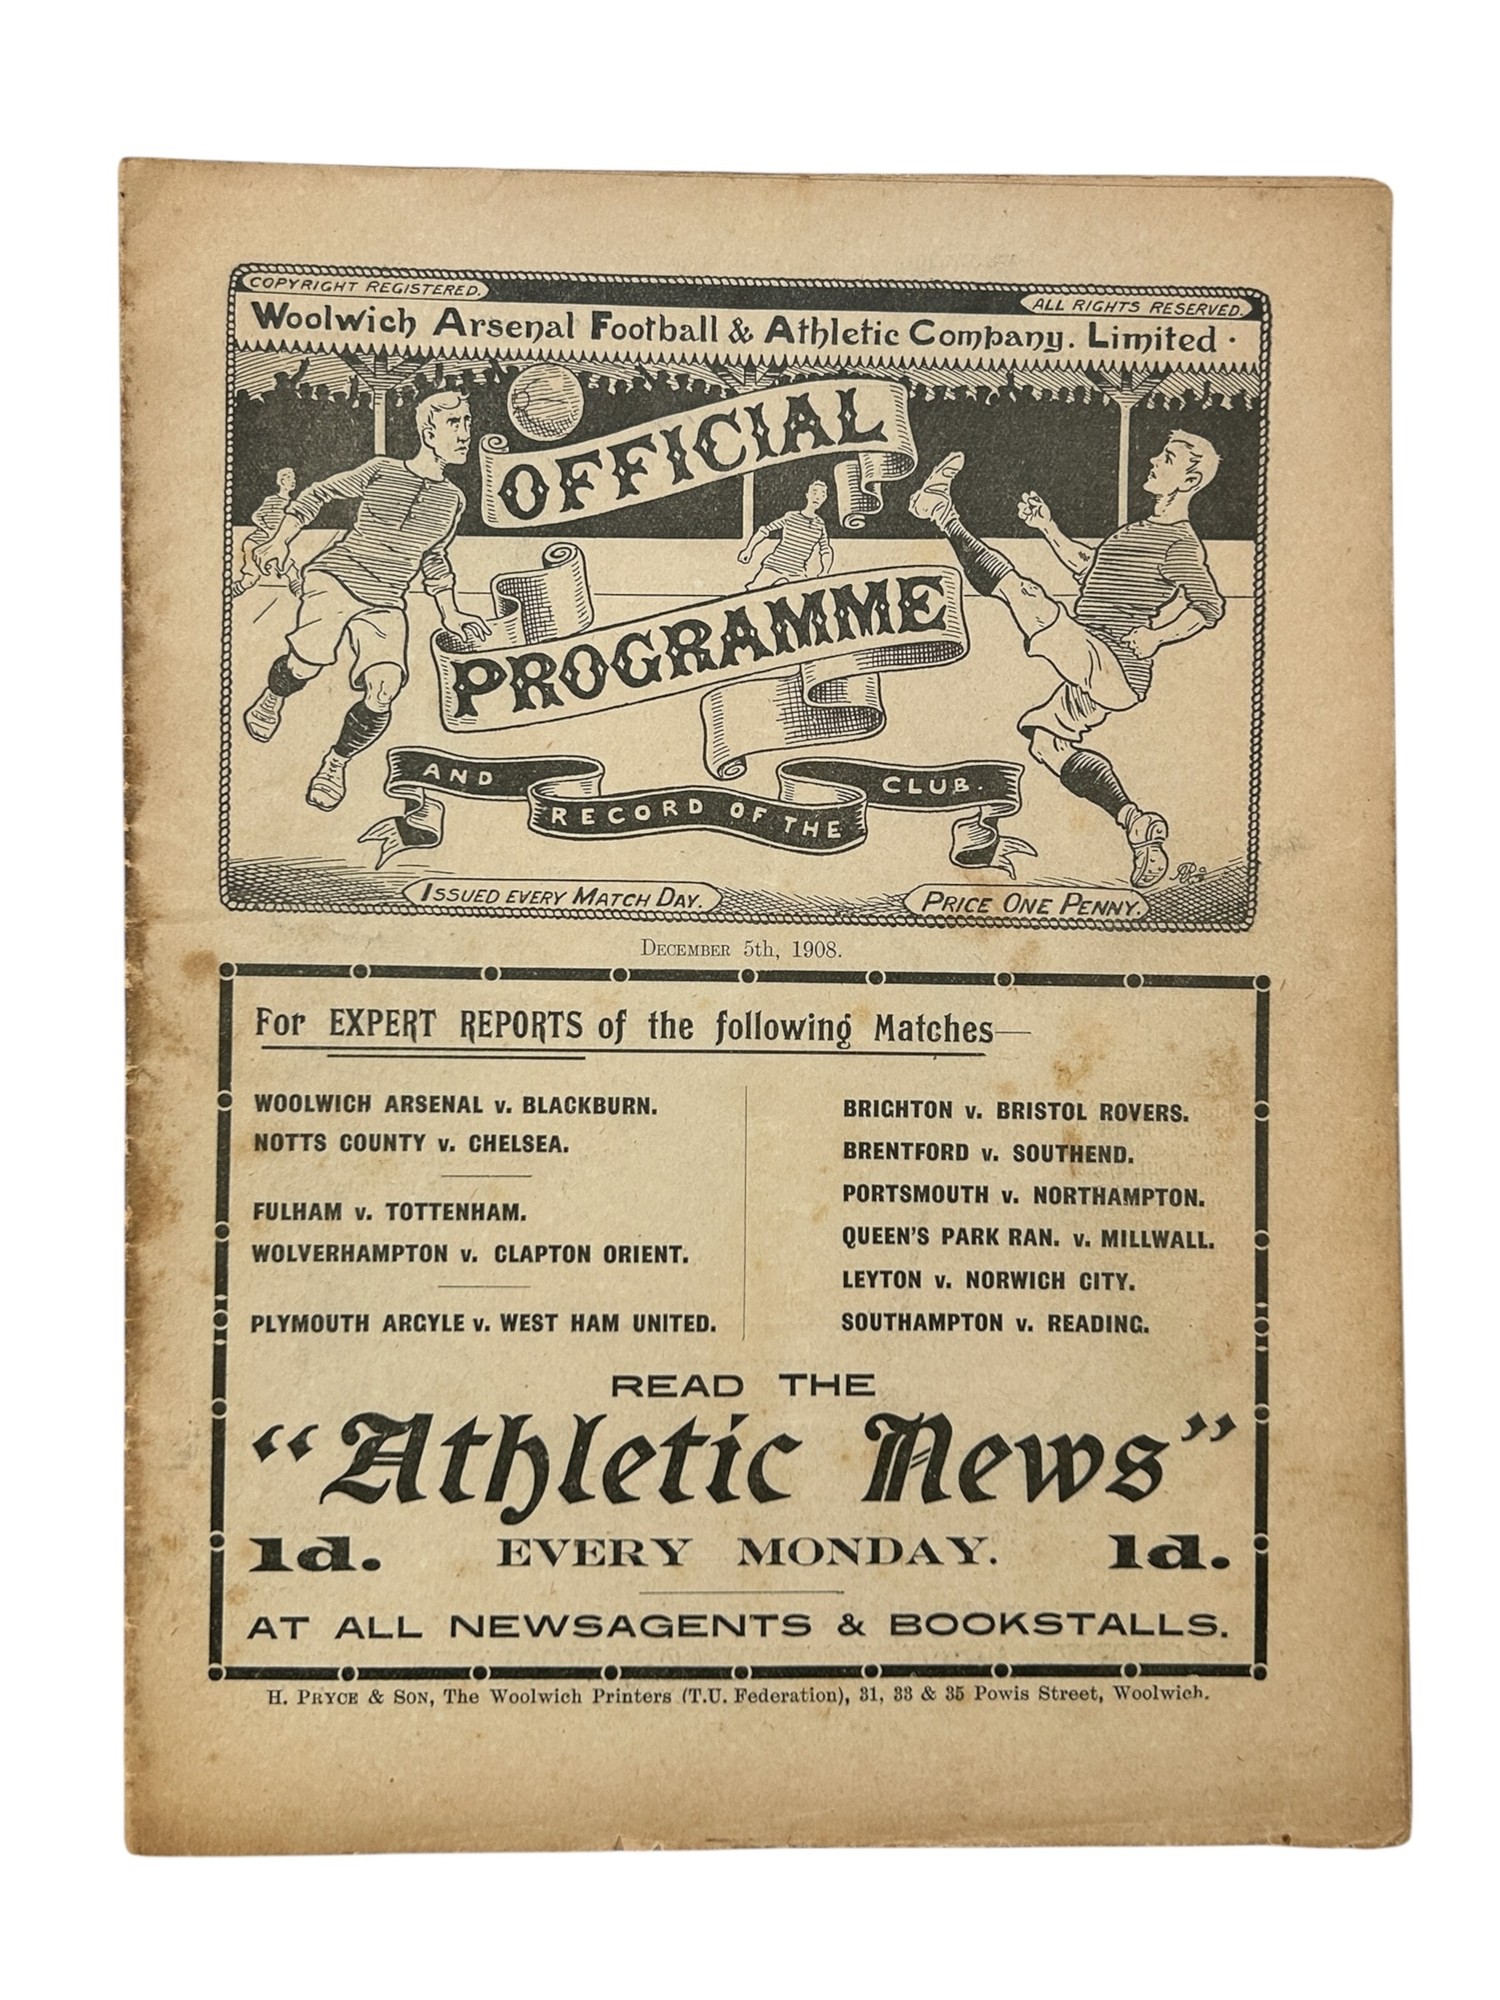 COPYRIGHT REGISTERED.
ALL RIGHTS RESERVED.
Woolwich Arsenal Football & Athletic Company. Limited.
OFFICIAL
PROGRAMME
AND RECORD OF THE CLUB.
ISSUED EVERY MATCH DAY.
PRICE ONE PENNY.
DECEMBER 5th, 1908.
For EXPERT REPORTS of the following Matches—
WOOLWICH ARSENAL v. BLACKBURN.
NOTTS COUNTY v. CHELSEA.
FULHAM v. TOTTENHAM.
WOLVERHAMPTON v. CLAPTON ORIENT.
PLYMOUTH ARGYLE v. WEST HAM UNITED.
BRIGHTON v. BRISTOL ROVERS.
BRENTFORD v. SOUTHEND.
PORTSMOUTH v. NORTHAMPTON.
QUEEN'S PARK RAN. v. MILLWALL.
LEYTON v. NORWICH CITY.
SOUTHAMPTON v. READING.
READ THE
"Athletic News"
1d. EVERY MONDAY. 1d.
AT ALL NEWSAGENTS & BOOKSTALLS.
H. PRYCE & SON, The Woolwich Printers (T.U. Federation), 31, 33 & 35 Powis Street, Woolwich.